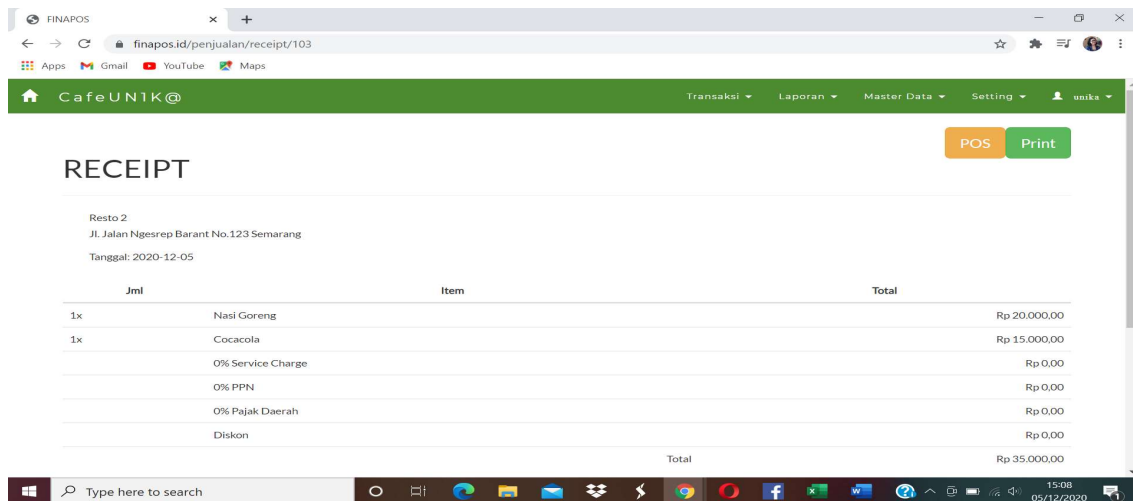 FINAPOS
finapos.id/penjualan/receipt/103
Apps Gmail YouTube Maps
CafeUN1K@ Transaksi Laporan Master Data Setting unika
POS Print
RECEIPT
Resto 2
Jl. Jalan Ngesrep Barant No.123 Semarang
Tanggal: 2020-12-05
Jml Item Total
1x Nasi Goreng Rp 20.000,00
1x Cocacola Rp 15.000,00
0% Service Charge Rp 0,00
0% PPN Rp 0,00
0% Pajak Daerah Rp 0,00
Diskon Rp 0,00
Total Rp 35.000,00
Type here to search 15:08
05/12/2020